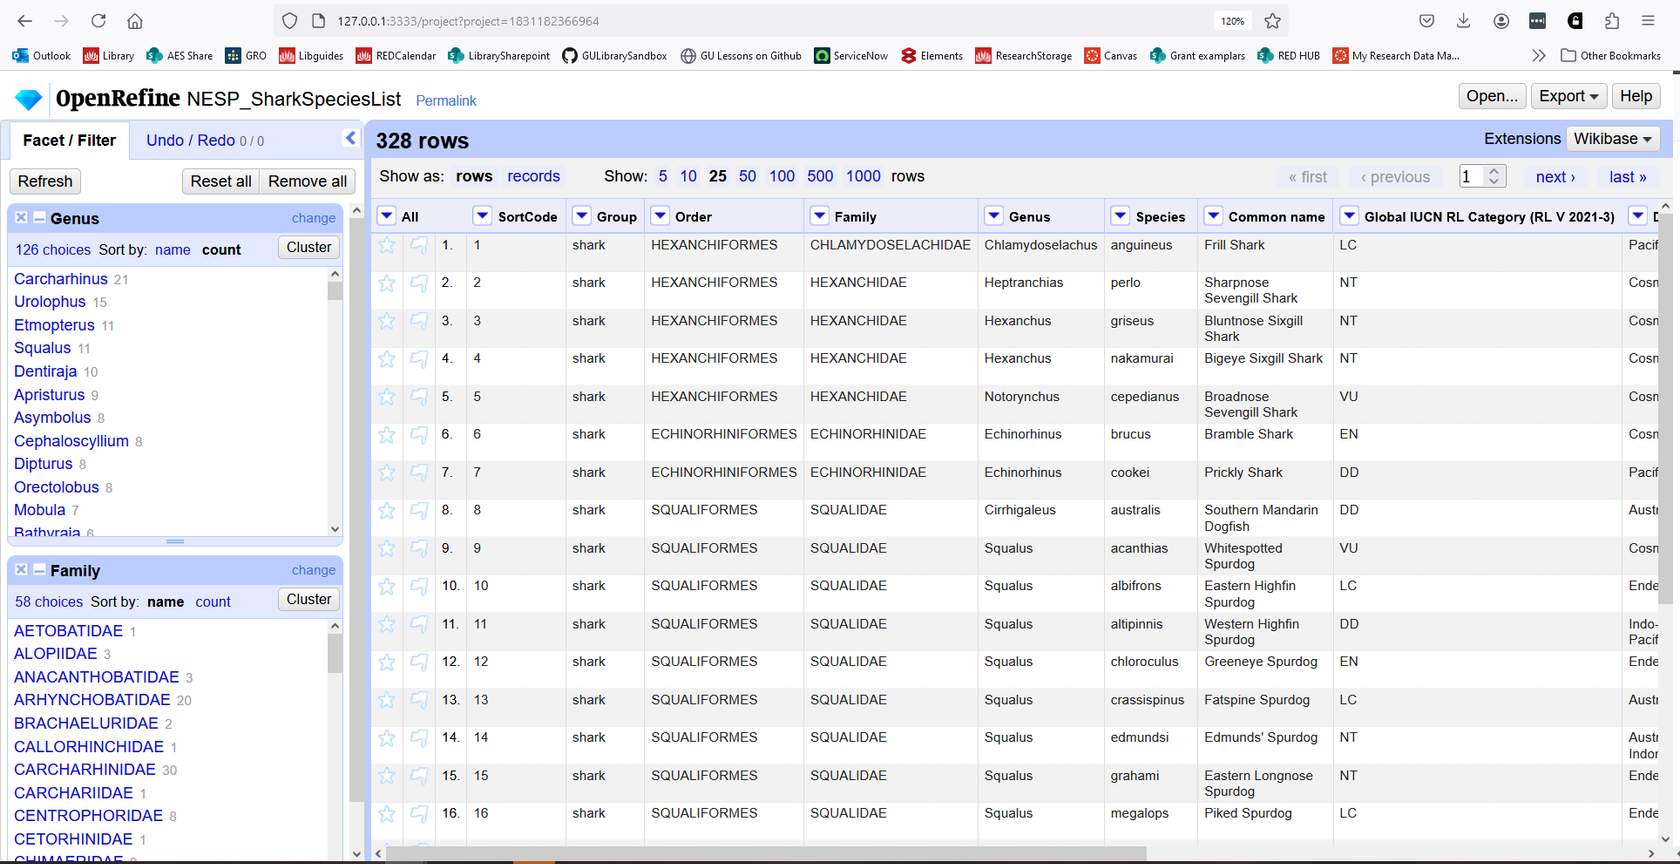 127.0.0.1:3333/project?project=1831182366964 120%
Outlook Library AES Share GRO Libguides REDCalendar LibrarySharepoint GULibrarySandbox GU Lessons on Github ServiceNow Elements ResearchStorage Canvas Grant examplars RED HUB My Research Data Ma... Other Bookmarks
OpenRefine NESP_SharkSpeciesList Permalink Open... Export Help
Facet / Filter Undo / Redo 0 / 0
Refresh Reset all Remove all
Genus change
126 choices Sort by: name count Cluster
Carcharhinus 21
Urolophus 15
Etmopterus 11
Squalus 11
Dentiraja 10
Apristurus 9
Asymbolus 8
Cephaloscyllium 8
Dipturus 8
Orectolobus 8
Mobula 7
Bathyraja 6
Family change
58 choices Sort by: name count Cluster
AETOBATIDAE 1
ALOPIIDAE 3
ANACANTHOBATIDAE 3
ARHYNCHOBATIDAE 20
BRACHAELURIDAE 2
CALLORHINCHIDAE 1
CARCHARHINIDAE 30
CARCHARIIDAE 1
CENTROPHORIDAE 8
CETORHINIDAE 1
CHIMAERIDAE
328 rows Extensions Wikibase
Show as: rows records Show: 5 10 25 50 100 500 1000 rows « first ‹ previous 1 next › last »
All SortCode Group Order Family Genus Species Common name Global IUCN RL Category (RL V 2021-3) D
1. 1 shark HEXANCHIFORMES CHLAMYDOSELACHIDAE Chlamydoselachus anguineus Frill Shark LC Pacif
2. 2 shark HEXANCHIFORMES HEXANCHIDAE Heptranchias perlo Sharpnose NT Cosm
Sevengill Shark
3. 3 shark HEXANCHIFORMES HEXANCHIDAE Hexanchus griseus Bluntnose Sixgill NT Cosm
Shark
4. 4 shark HEXANCHIFORMES HEXANCHIDAE Hexanchus nakamurai Bigeye Sixgill Shark NT Cosm
5. 5 shark HEXANCHIFORMES HEXANCHIDAE Notorynchus cepedianus Broadnose VU Cosm
Sevengill Shark
6. 6 shark ECHINORHINIFORMES ECHINORHINIDAE Echinorhinus brucus Bramble Shark EN Cosm
7. 7 shark ECHINORHINIFORMES ECHINORHINIDAE Echinorhinus cookei Prickly Shark DD Pacif
8. 8 shark SQUALIFORMES SQUALIDAE Cirrhigaleus australis Southern Mandarin DD Austr
Dogfish
9. 9 shark SQUALIFORMES SQUALIDAE Squalus acanthias Whitespotted VU Cosm
Spurdog
10. 10 shark SQUALIFORMES SQUALIDAE Squalus albifrons Eastern Highfin LC Ende
Spurdog
11. 11 shark SQUALIFORMES SQUALIDAE Squalus altipinnis Western Highfin DD Indo-
Spurdog Pacif
12. 12 shark SQUALIFORMES SQUALIDAE Squalus chloroculus Greeneye Spurdog EN Ende
13. 13 shark SQUALIFORMES SQUALIDAE Squalus crassispinus Fatspine Spurdog LC Austr
14. 14 shark SQUALIFORMES SQUALIDAE Squalus edmundsi Edmunds' Spurdog NT Austr
Indor
15. 15 shark SQUALIFORMES SQUALIDAE Squalus grahami Eastern Longnose NT Ende
Spurdog
16. 16 shark SQUALIFORMES SQUALIDAE Squalus megalops Piked Spurdog LC Ende